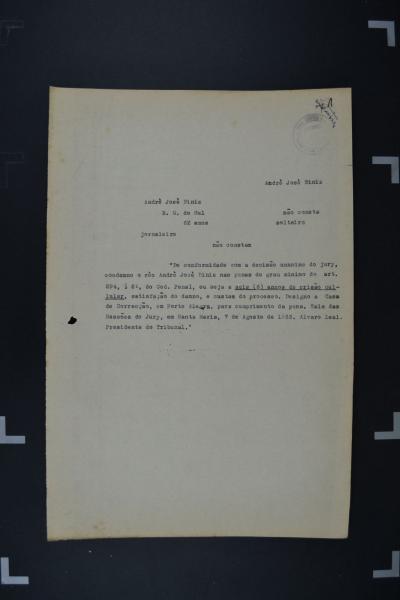 André José Diniz
André José Diniz
R. G. do Sul não consta
62 anos solteiro
jornaleiro
não constam
"De conformidade com a decisão unanime do jury,
condemno o réo André José Diniz nas penas do grau minimo do art.
294, § 2º, do Cod. Penal, ou seja a seis (6) annos de prisão cel-
lular, satisfação do damno, e custas do processo. Designo a Casa
de Correcção, em Porto Alegre, para cumprimento da pena. Sala das
Sessões do Jury, em Santa Maria, 7 de Agosto de 1933. Alvaro Leal.
Presidente do Tribunal."